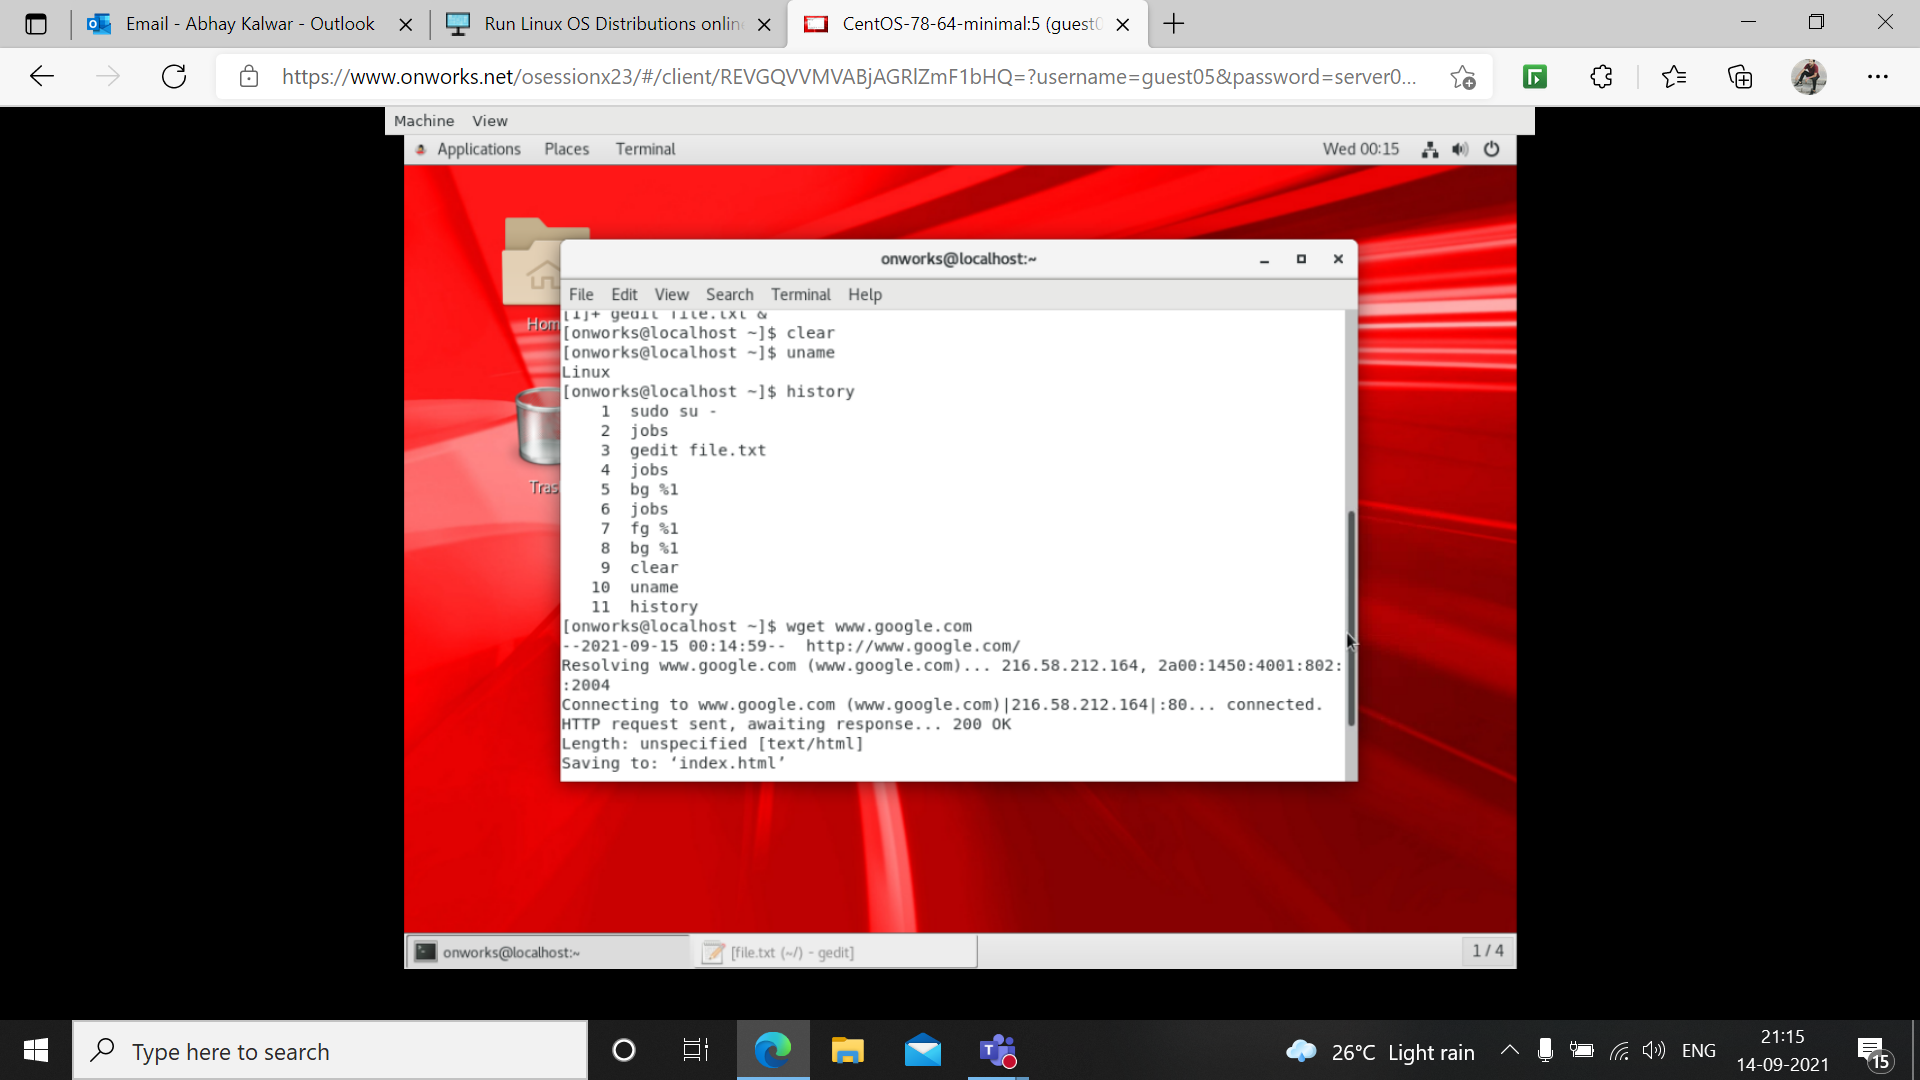 Email - Abhay Kalwar - Outlook
Run Linux OS Distributions onlin
CentOS-78-64-minimal:5 (guest0
https://www.onworks.net/osessionx23/#/client/REVGQVVMVABjAGRlZmF1bHQ=?username=guest05&password=server0...
Machine View
Applications Places Terminal
Wed 00:15
Hom
Tras
onworks@localhost:~
File Edit View Search Terminal Help
[1]+ gedit file.txt &
[onworks@localhost ~]$ clear
[onworks@localhost ~]$ uname
Linux
[onworks@localhost ~]$ history
1 sudo su -
2 jobs
3 gedit file.txt
4 jobs
5 bg %1
6 jobs
7 fg %1
8 bg %1
9 clear
10 uname
11 history
[onworks@localhost ~]$ wget www.google.com
--2021-09-15 00:14:59-- http://www.google.com/
Resolving www.google.com (www.google.com)... 216.58.212.164, 2a00:1450:4001:802:
:2004
Connecting to www.google.com (www.google.com)|216.58.212.164|:80... connected.
HTTP request sent, awaiting response... 200 OK
Length: unspecified [text/html]
Saving to: ‘index.html’
onworks@localhost:~
[file.txt (~/) - gedit]
1 / 4
Type here to search
26°C Light rain
ENG
21:15
14-09-2021
15